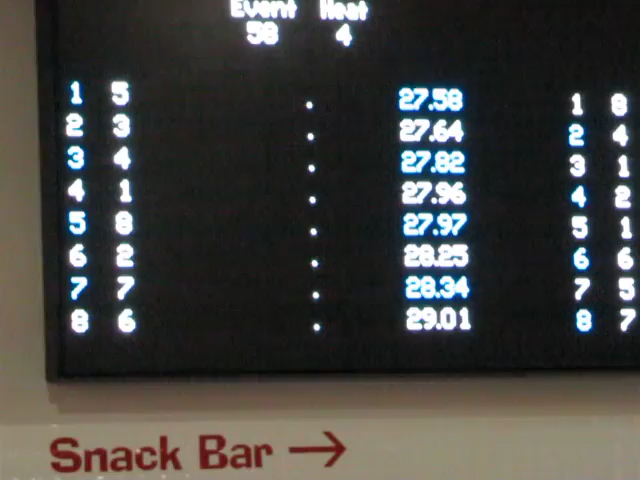 Event Heat
58 4
1 5 . 27.58 1 8
2 3 . 27.64 2 4
3 4 . 27.82 3 1
4 1 . 27.96 4 2
5 8 . 27.97 5 1
6 2 . 28.25 6 6
7 7 . 28.34 7 5
8 6 . 29.01 8 7
Snack Bar →